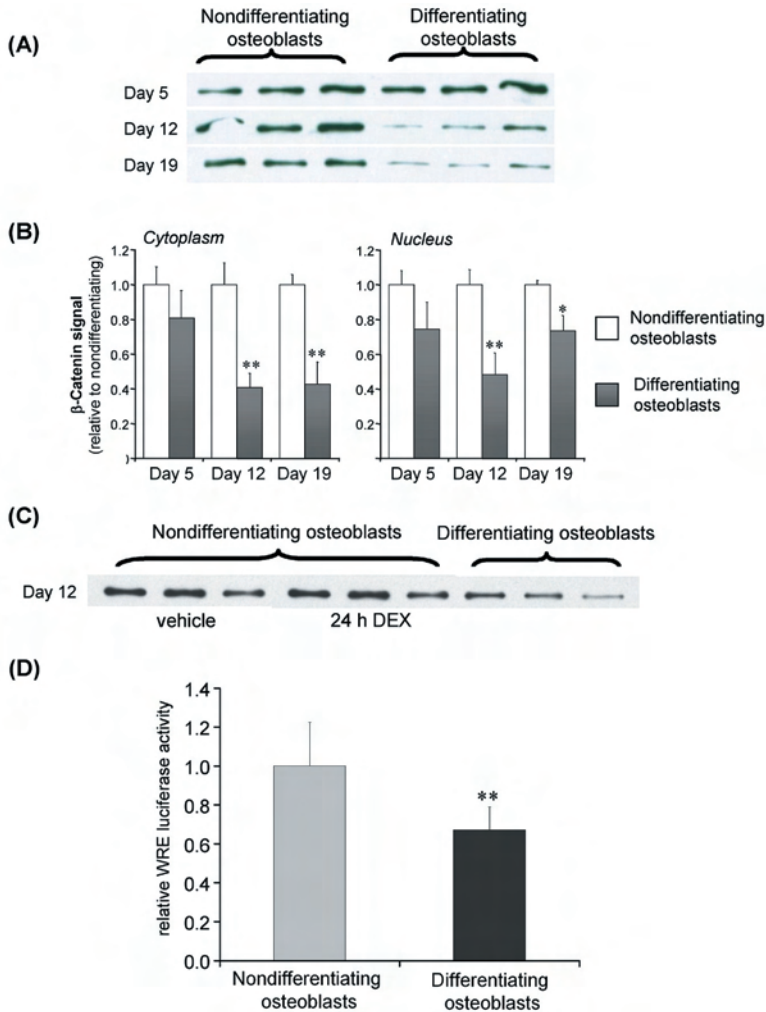 (A)
Nondifferentiating
osteoblasts
Differentiating
osteoblasts
Day 5
Day 12
Day 19
(B)
Cytoplasm
Nucleus
β-Catenin signal
(relative to nondifferentiating)
1.2
1.0
0.8
0.6
0.4
0.2
)
**
**
Day 5 Day 12 Day 19
1.2
1.0
0.8
0.6
0.4
0.2
**
*
Day 5 Day 12 Day 19
Nondifferentiating
osteoblasts
Differentiating
osteoblasts
(C)
Nondifferentiating osteoblasts
Differentiating osteoblasts
Day 12
vehicle
24 h DEX
(D)
relative WRE luciferase activity
1.4
1.2
1.0
0.8
0.6
0.4
0.2
0.0
**
Nondifferentiating
osteoblasts
Differentiating
osteoblasts